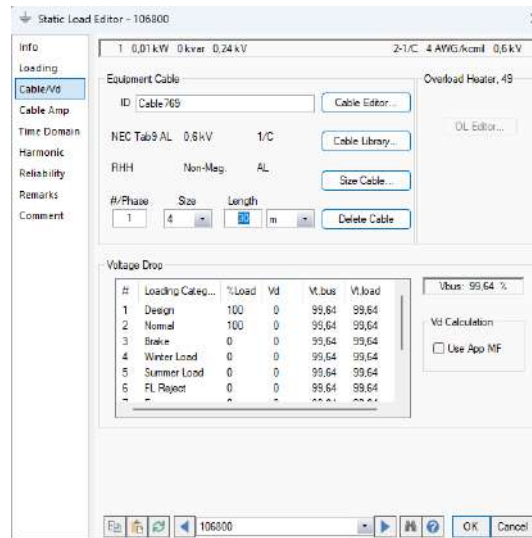 Static Load Editor - 106800
Info
Loading
Cable/Vd
Cable Amp
Time Domain
Harmonic
Reliability
Remarks
Comment
1 0,01 kW 0 kvar 0,24 kV 2-1/C 4 AWG/kcmil 0,6 kV
Equipment Cable
Overload Heater, 49
ID Cable769 Cable Editor...
OL Editor...
NEC Tab9 AL 0,6 kV 1/C Cable Library...
RHH Non-Mag. AL
Size Cable...
#/Phase Size Length
1 4 30 m Delete Cable
Voltage Drop
# Loading Categ... %Load Vd Vt.bus Vt.load
1 Design 100 0 99,64 99,64
2 Normal 100 0 99,64 99,64
3 Brake 0 0 99,64 99,64
4 Winter Load 0 0 99,64 99,64
5 Summer Load 0 0 99,64 99,64
6 FL Reject 0 0 99,64 99,64
Vbus: 99,64 %
Vd Calculation
Use App MF
106800
OK Cancel